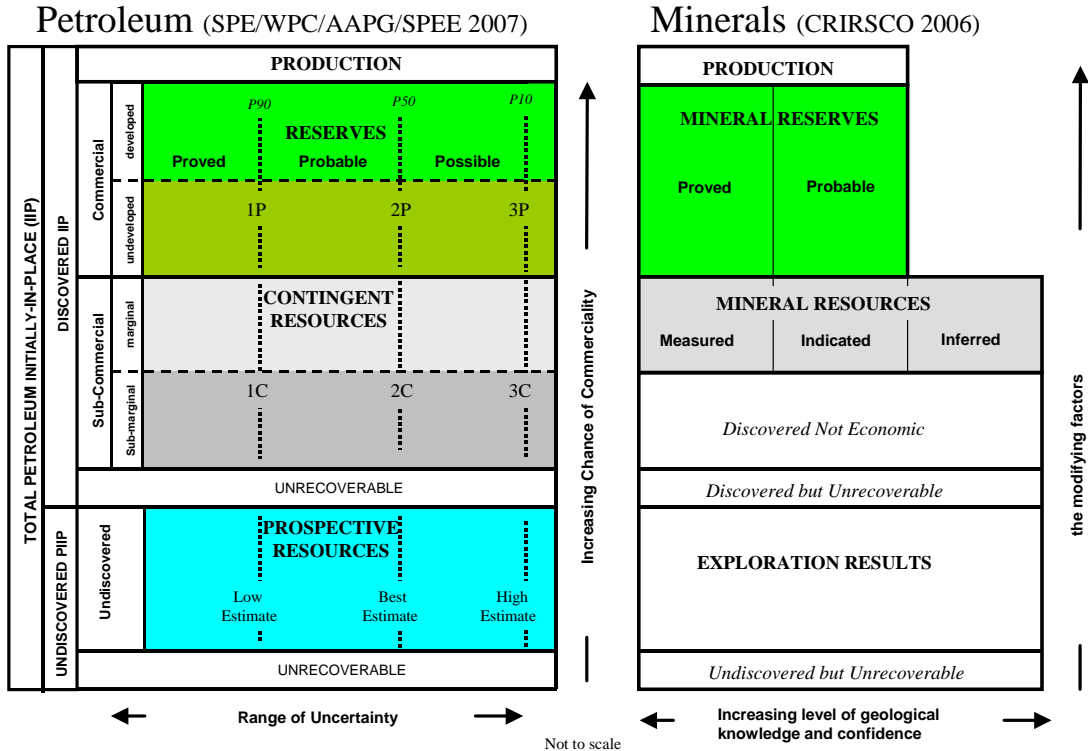 Petroleum (SPE/WPC/AAPG/SPEE 2007)
TOTAL PETROLEUM INITIALLY-IN-PLACE (IIP)
DISCOVERED IIP
UNDISCOVERED PIIP
PRODUCTION
Commercial
developed
undeveloped
P90 P50 P10
RESERVES
Proved Probable Possible
1P 2P 3P
Sub-Commercial
marginal
Sub-marginal
CONTINGENT
RESOURCES
1C 2C 3C
UNRECOVERABLE
Undiscovered
PROSPECTIVE
RESOURCES
Low Best High
Estimate Estimate Estimate
UNRECOVERABLE
Range of Uncertainty
Increasing Chance of Commerciality
Minerals (CRIRSCO 2006)
PRODUCTION
MINERAL RESERVES
Proved Probable
MINERAL RESOURCES
Measured Indicated Inferred
Discovered Not Economic
Discovered but Unrecoverable
EXPLORATION RESULTS
Undiscovered but Unrecoverable
Increasing level of geological
knowledge and confidence
the modifying factors
Not to scale